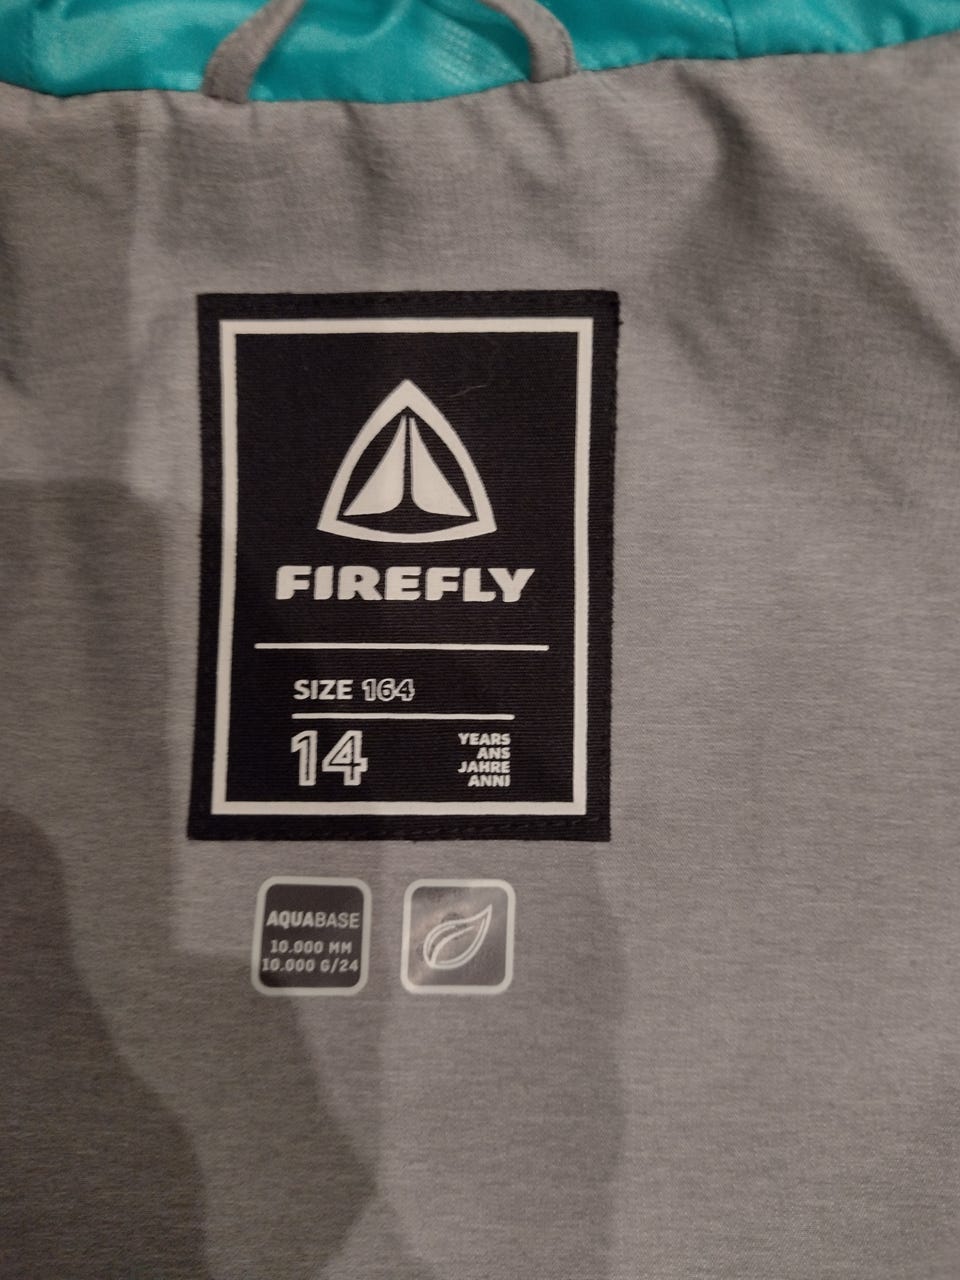 FIREFLY
SIZE 164
14
YEARS
ANS
JAHRE
ANNI
AQUABASE
10.000 MM
10.000 G/24